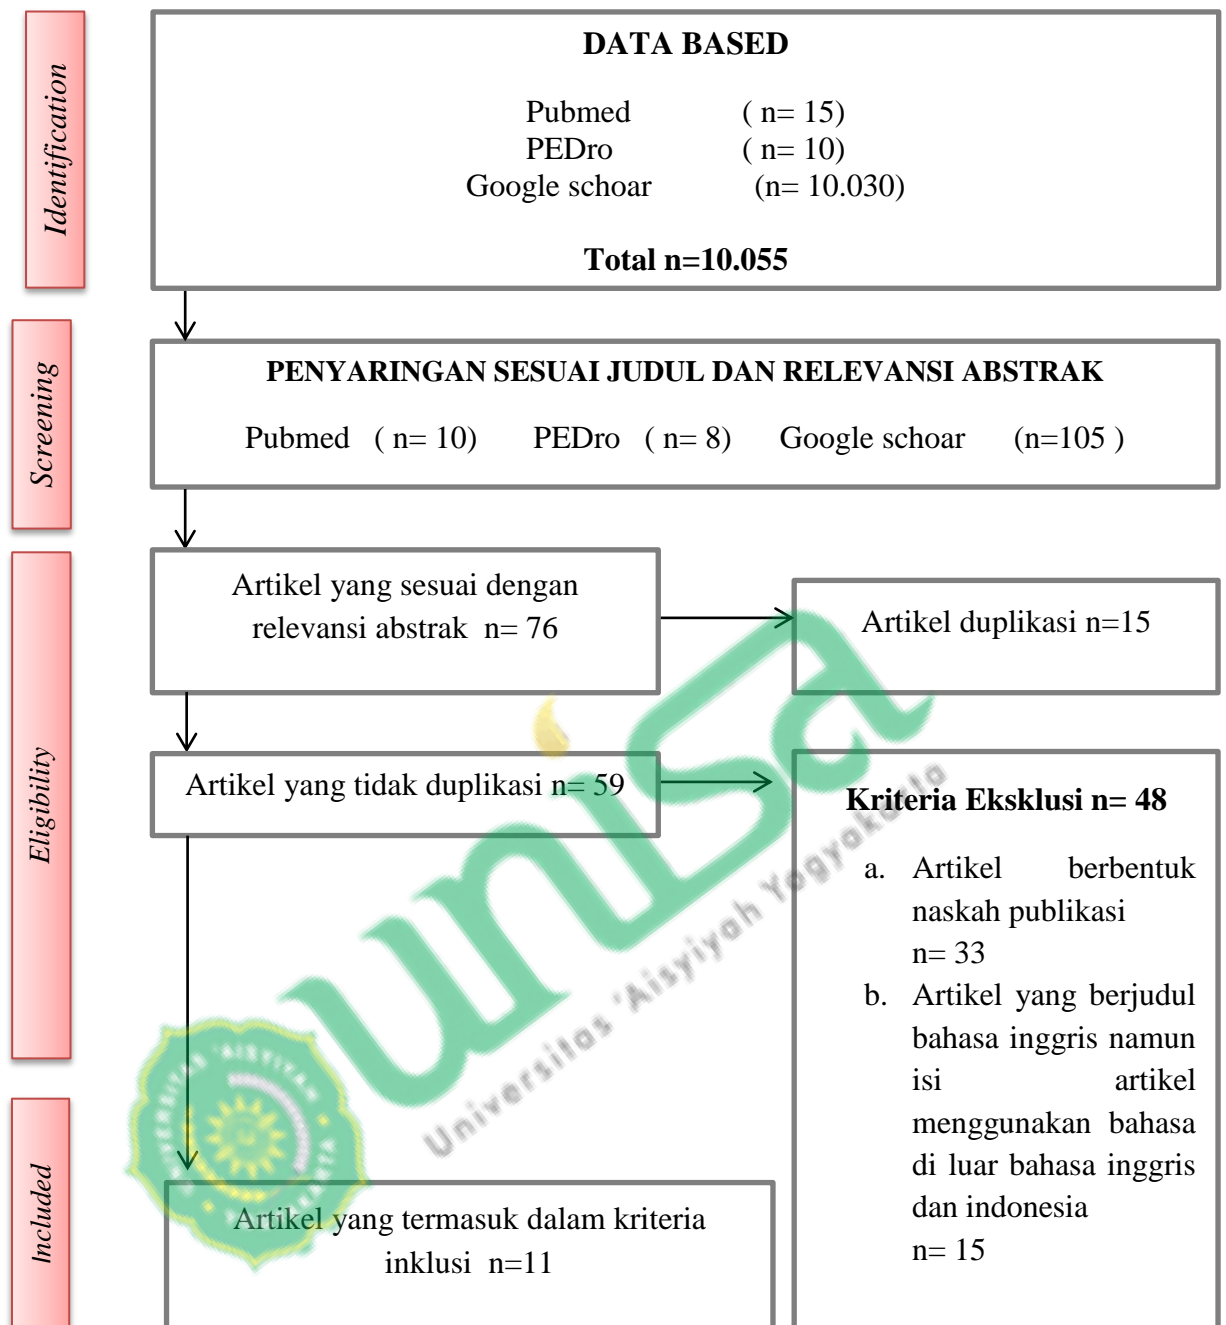 Identification
DATA BASED
Pubmed ( n= 15)
PEDro ( n= 10)
Google schoar (n= 10.030)
Total n=10.055
Screening
PENYARINGAN SESUAI JUDUL DAN RELEVANSI ABSTRAK
Pubmed ( n= 10) PEDro ( n= 8) Google schoar (n=105 )
Eligibility
Artikel yang sesuai dengan
relevansi abstrak n= 76
Artikel duplikasi n=15
Artikel yang tidak duplikasi n= 59
Kriteria Eksklusi n= 48
a. Artikel berbentuk
naskah publikasi
n= 33
b. Artikel yang berjudul
bahasa inggris namun
isi artikel
menggunakan bahasa
di luar bahasa inggris
dan indonesia
n= 15
Included
Artikel yang termasuk dalam kriteria
inklusi n=11
unisa
Universitas 'Aisyiyah Yogyakarta